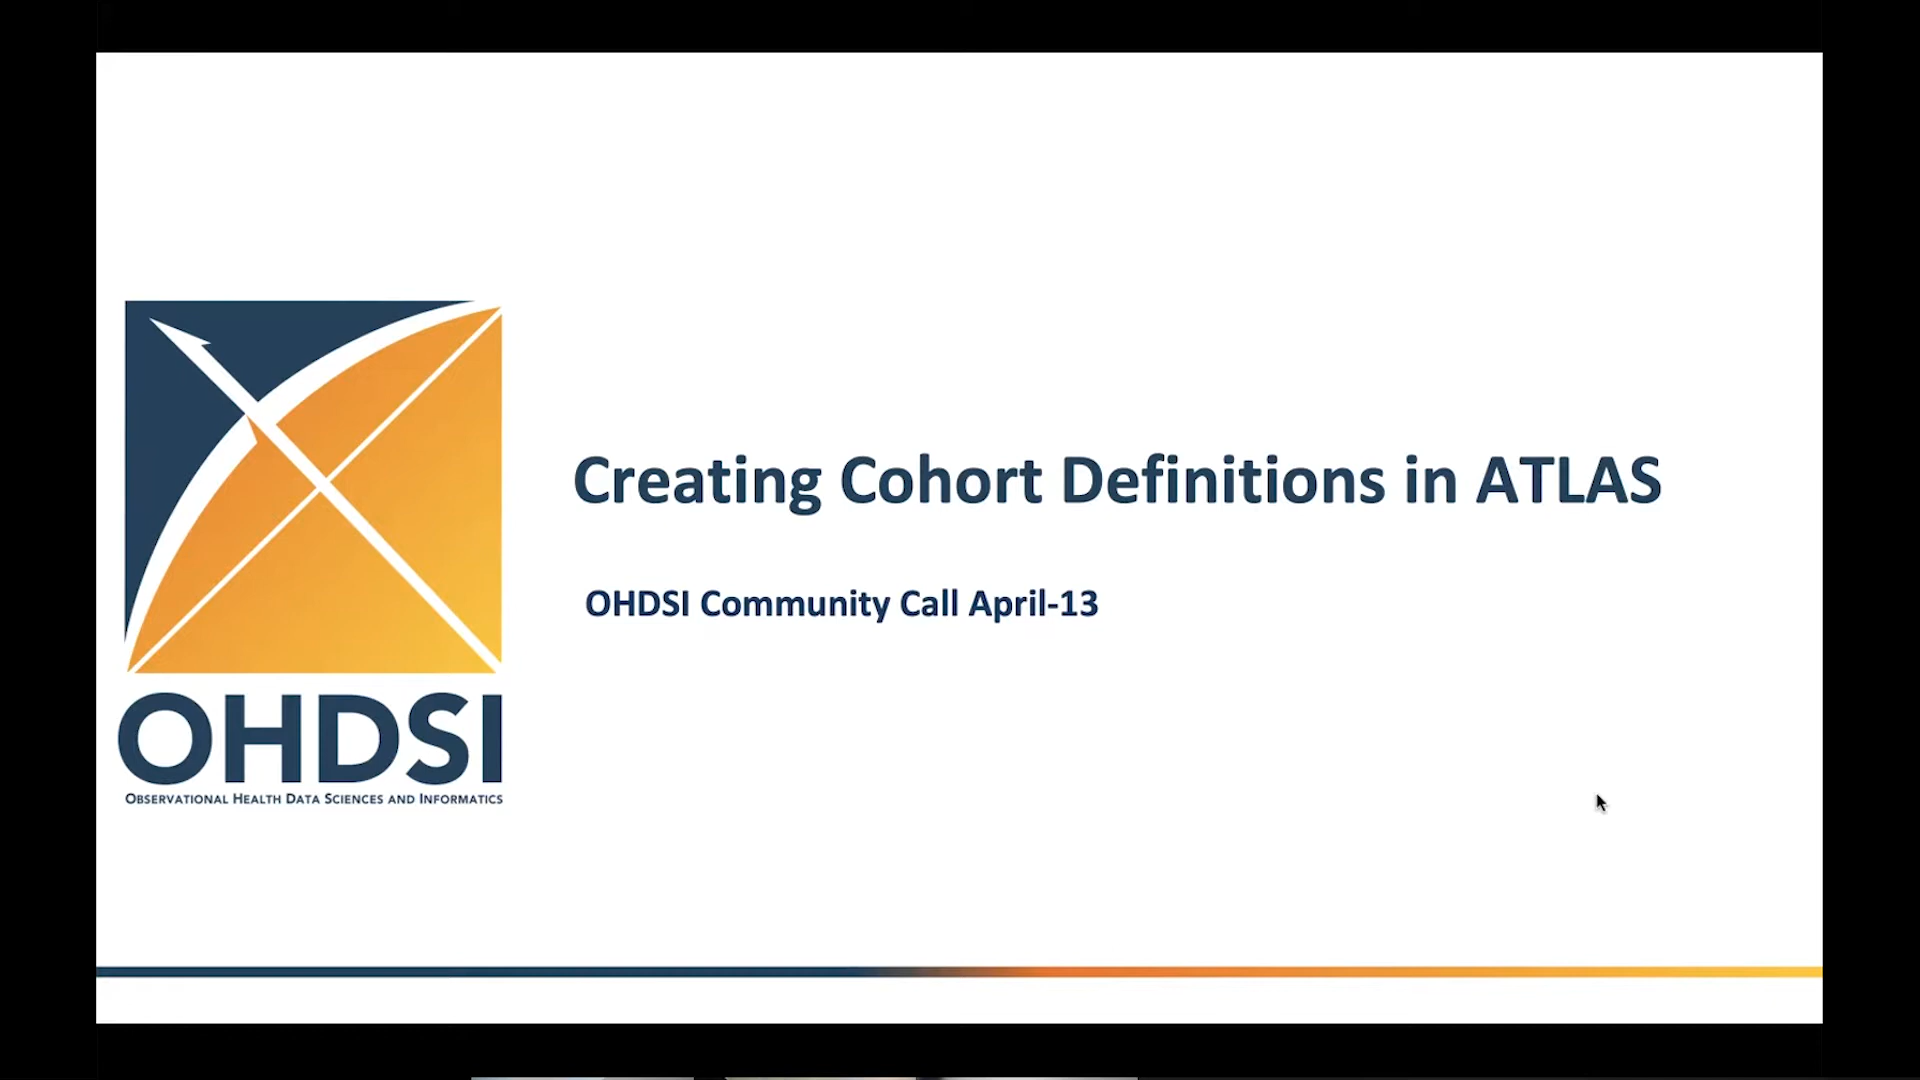 Creating Cohort Definitions in ATLAS
OHDSI Community Call April-13
OHDSI
OBSERVATIONAL HEALTH DATA SCIENCES AND INFORMATICS